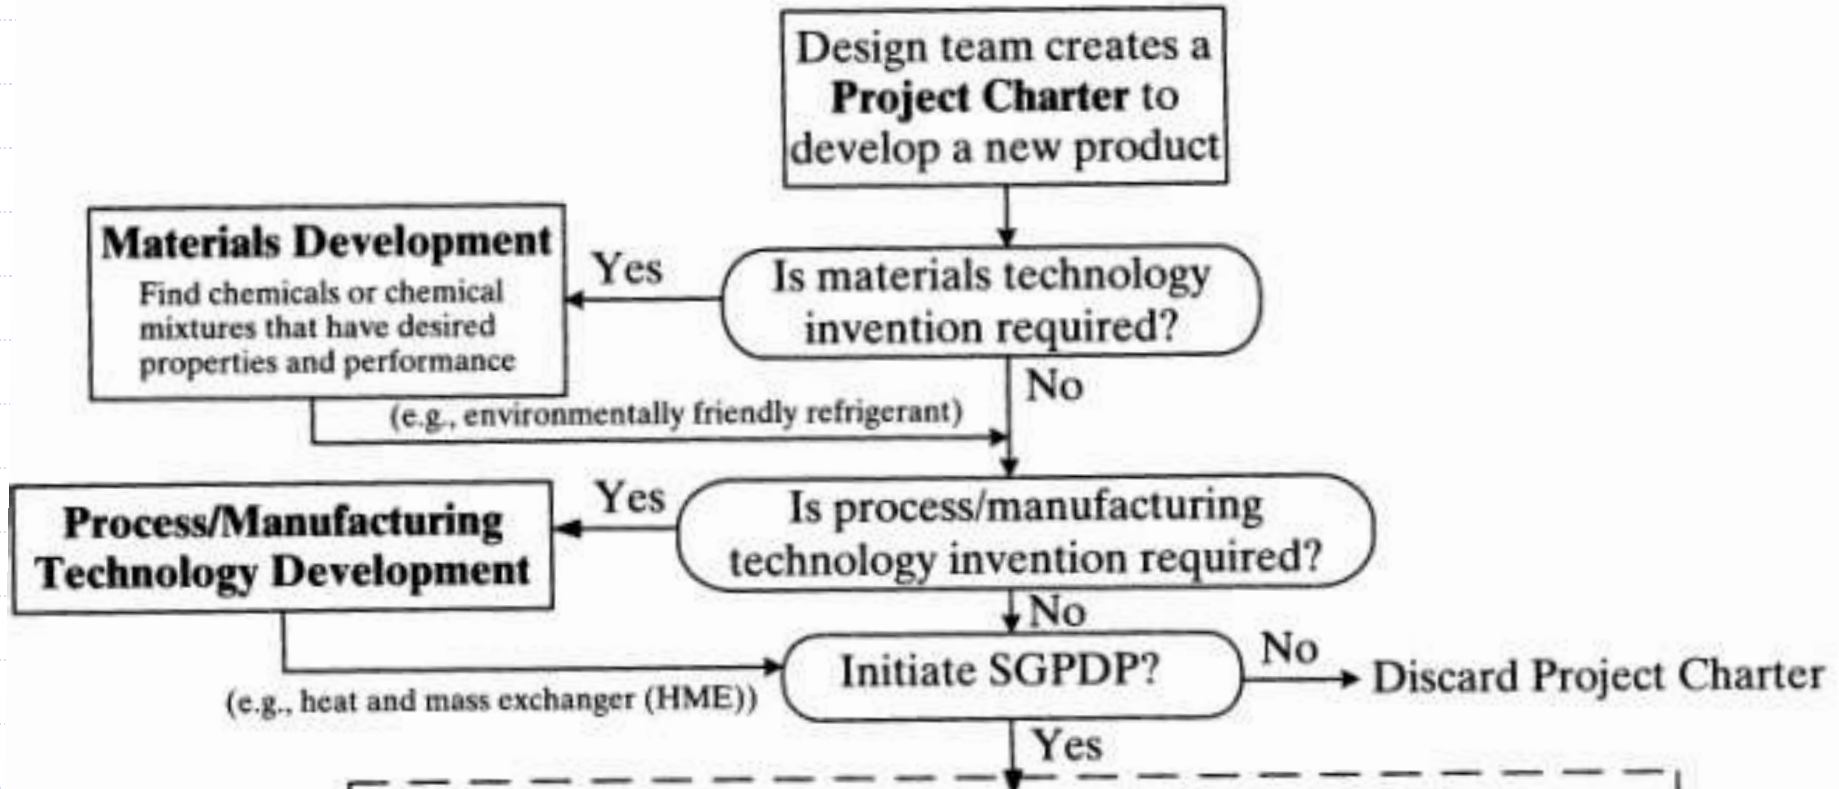 Design team creates a
Project Charter to
develop a new product
Materials Development
Find chemicals or chemical
mixtures that have desired
properties and performance
Yes
Is materials technology
invention required?
No
(e.g., environmentally friendly refrigerant)
Process/Manufacturing
Technology Development
Yes
Is process/manufacturing
technology invention required?
No
(e.g., heat and mass exchanger (HME))
Initiate SGPDP?
No
Discard Project Charter
Yes